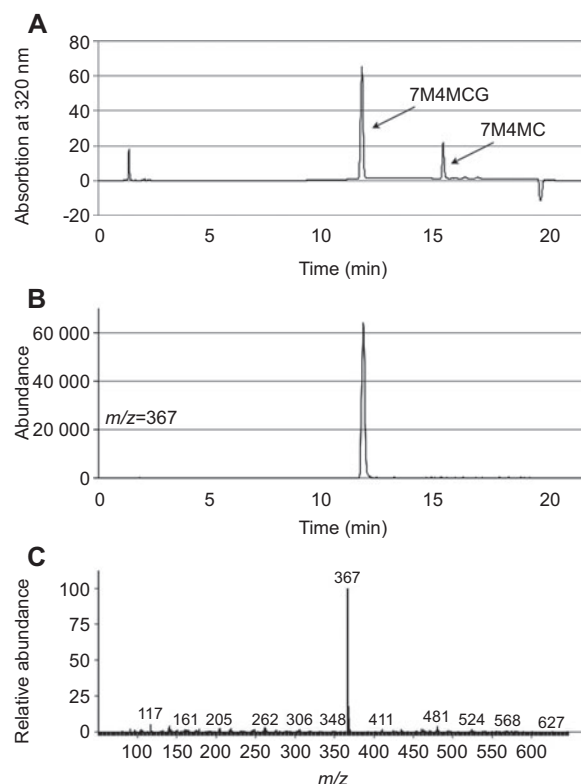 A
Absorbtion at 320 nm
80
60
40
20
0
-20
7M4MCG
7M4MC
0 5 10 15 20
Time (min)
B
Abundance
60 000
40 000
20 000
0
m/z=367
0 5 10 15 20
Time (min)
C
Relative abundance
100
75
50
25
0
367
117 161 205 262 306 348 411 481 524 568 627
100 150 200 250 300 350 400 450 500 550 600
m/z